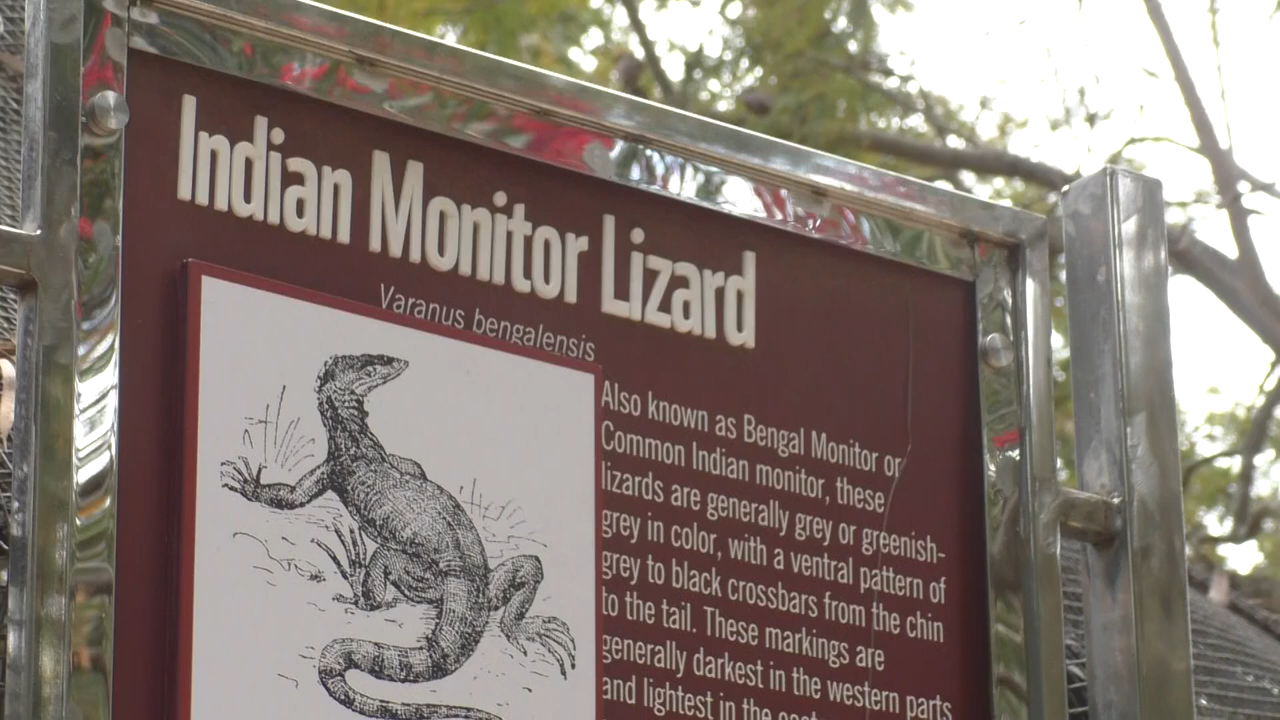 Indian Monitor Lizard
Varanus bengalensis
Also known as Bengal Monitor or
Common Indian monitor, these
lizards are generally grey or greenish-
grey in color, with a ventral pattern of
grey to black crossbars from the chin
to the tail. These markings are
generally darkest in the western parts
and lightest in the